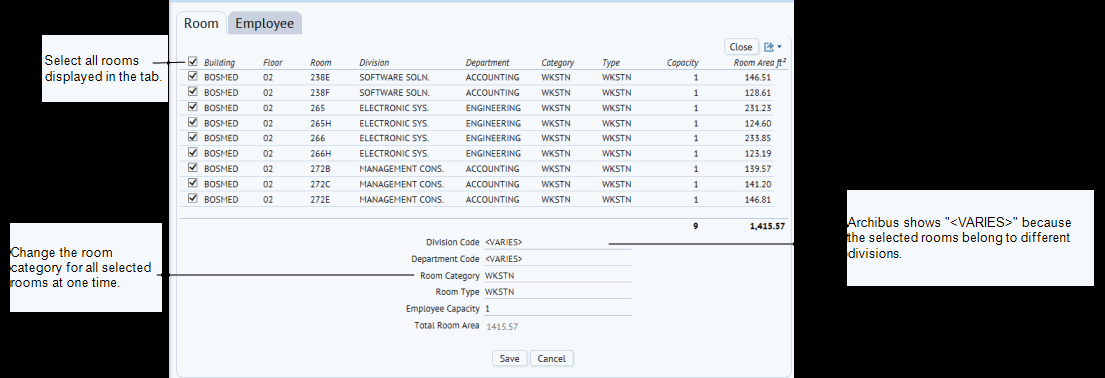 Room Employee
Close
Select all rooms
displayed in the tab.
Building Floor Room Division Department Category Type Capacity Room Area ft²
BOSMED 02 238E SOFTWARE SOLN. ACCOUNTING WKSTN WKSTN 1 146.51
BOSMED 02 238F SOFTWARE SOLN. ACCOUNTING WKSTN WKSTN 1 128.61
BOSMED 02 265 ELECTRONIC SYS. ENGINEERING WKSTN WKSTN 1 231.23
BOSMED 02 265H ELECTRONIC SYS. ENGINEERING WKSTN WKSTN 1 124.60
BOSMED 02 266 ELECTRONIC SYS. ENGINEERING WKSTN WKSTN 1 233.85
BOSMED 02 266H ELECTRONIC SYS. ENGINEERING WKSTN WKSTN 1 123.19
BOSMED 02 272B MANAGEMENT CONS. ACCOUNTING WKSTN WKSTN 1 139.57
BOSMED 02 272C MANAGEMENT CONS. ACCOUNTING WKSTN WKSTN 1 141.20
BOSMED 02 272E MANAGEMENT CONS. ACCOUNTING WKSTN WKSTN 1 146.81
9 1,415.57
Archibus shows "<VARIES>" because
the selected rooms belong to different
divisions.
Change the room
category for all selected
rooms at one time.
Division Code <VARIES>
Department Code <VARIES>
Room Category WKSTN
Room Type WKSTN
Employee Capacity 1
Total Room Area 1415.57
Save Cancel